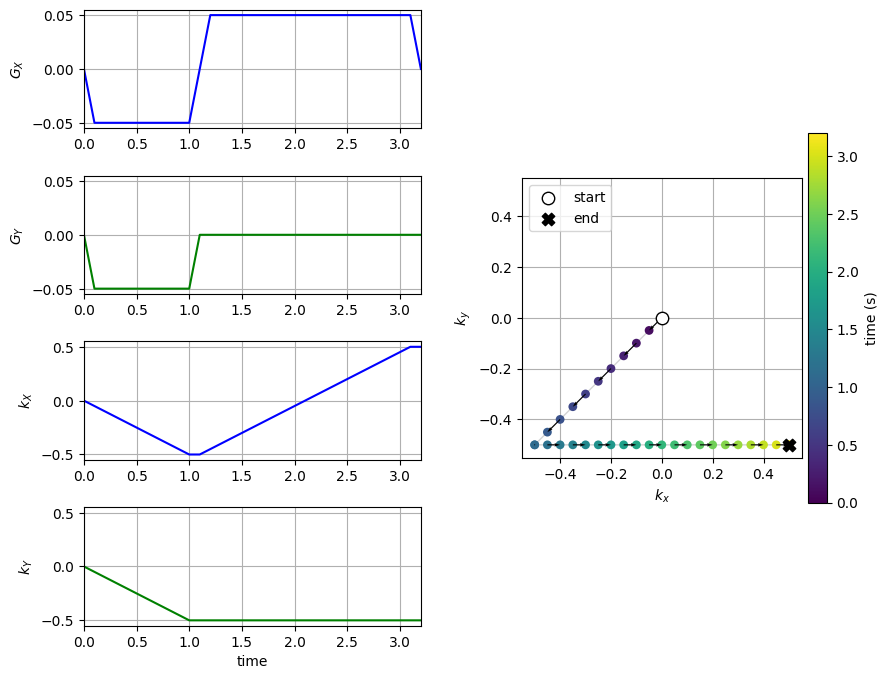 0.05
0.00
−0.05
G_X
0.0 0.5 1.0 1.5 2.0 2.5 3.0
0.05
0.00
−0.05
G_Y
0.0 0.5 1.0 1.5 2.0 2.5 3.0
0.5
0.0
−0.5
k_X
0.0 0.5 1.0 1.5 2.0 2.5 3.0
0.5
0.0
−0.5
k_Y
0.0 0.5 1.0 1.5 2.0 2.5 3.0
time
start
end
0.4
0.2
0.0
−0.2
−0.4
k_y
−0.4 −0.2 0.0 0.2 0.4
k_x
3.0
2.5
2.0
1.5
1.0
0.5
0.0
time (s)